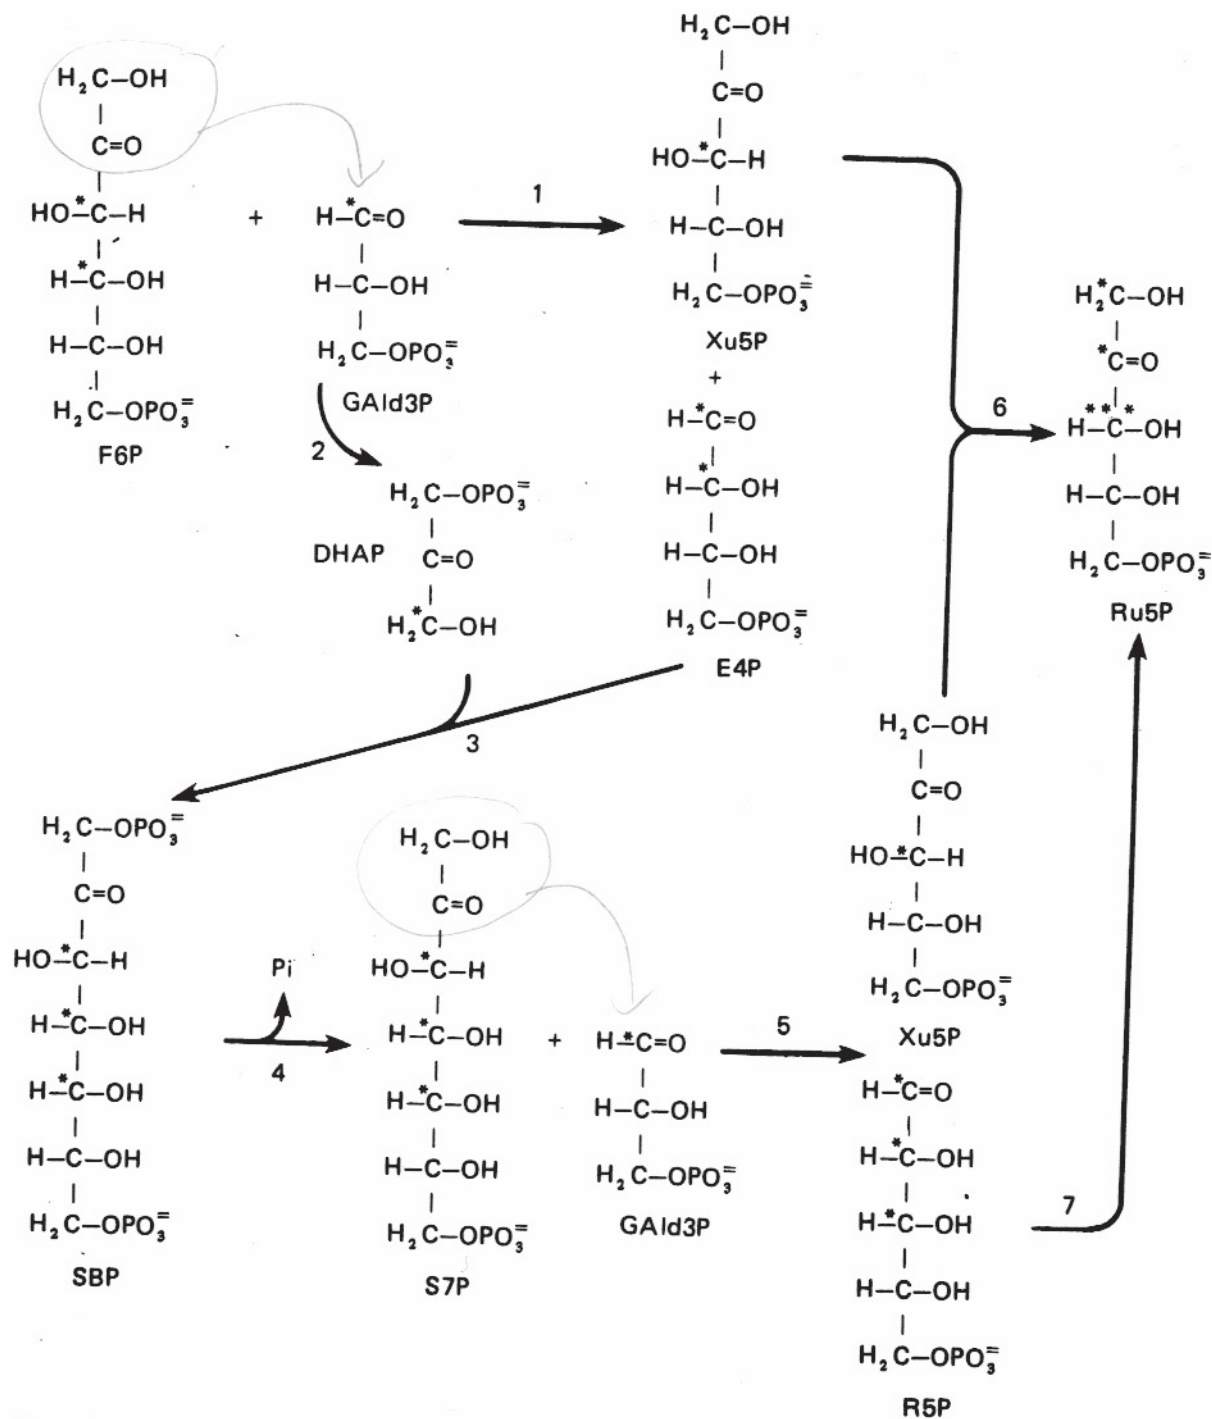 H₂C–OH
C=O
HO–*C–H
H–*C–OH
H–C–OH
H₂C–OPO₃=
F6P
+
H–*C=O
H–C–OH
H₂C–OPO₃=
GAld3P
1
H₂C–OH
C=O
HO–*C–H
H–C–OH
H₂C–OPO₃=
Xu5P
+
H–*C=O
H–*C–OH
H–C–OH
H₂C–OPO₃=
E4P
2
H₂C–OPO₃=
DHAP C=O
H₂*C–OH
3
H₂C–OPO₃=
C=O
HO–*C–H
H–*C–OH
H–*C–OH
H–C–OH
H₂C–OPO₃=
SBP
Pi
4
H₂C–OH
C=O
HO–*C–H
H–*C–OH
H–*C–OH
H–C–OH
H₂C–OPO₃=
S7P
+
H–*C=O
H–C–OH
H₂C–OPO₃=
GAld3P
5
H₂C–OH
C=O
HO–*C–H
H–C–OH
H₂C–OPO₃=
Xu5P
H–*C=O
H–*C–OH
H–*C–OH
H–C–OH
H₂C–OPO₃=
R5P
6
7
H₂*C–OH
*C=O
H–**C*–OH
H–C–OH
H₂C–OPO₃=
Ru5P